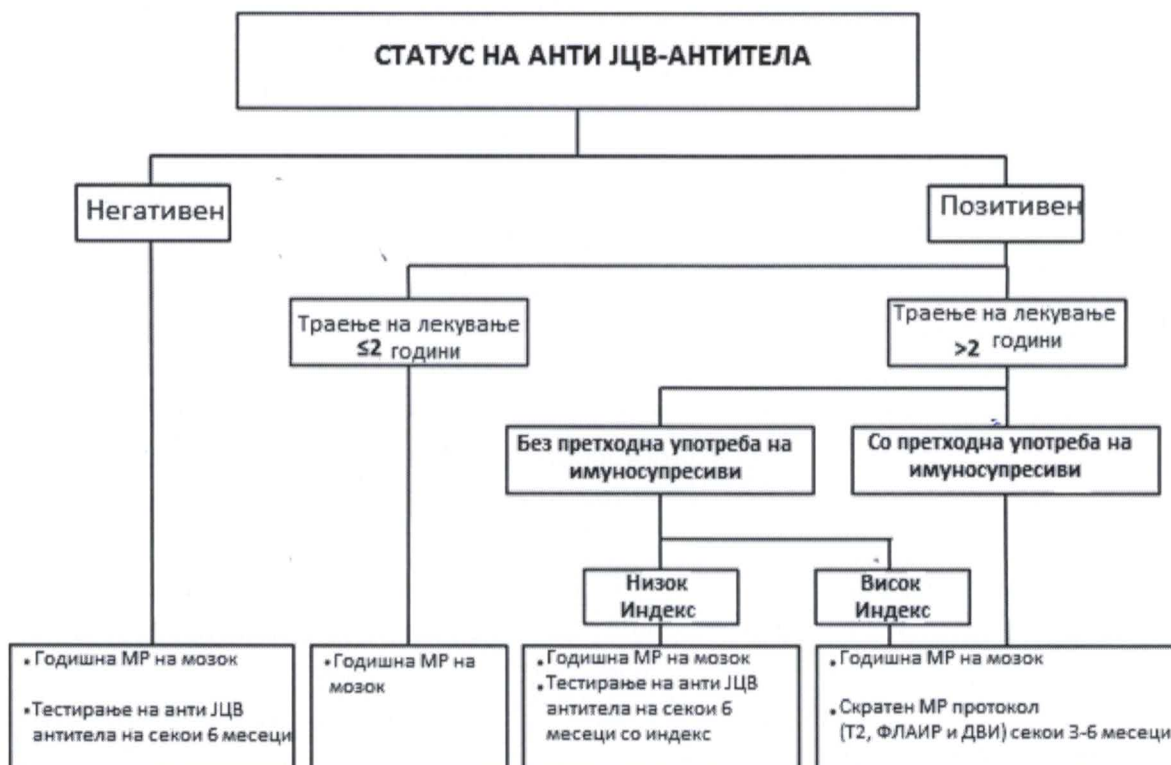 СТАТУС НА АНТИ ЈЦВ-АНТИТЕЛА
Негативен
Позитивен
Траење на лекување
≤2 години
Траење на лекување
>2 години
Без претходна употреба на
имуносупресиви
Со претходна употреба на
имуносупресиви
Низок
Индекс
Висок
Индекс
• Годишна МР на мозок
• Тестирање на анти ЈЦВ
антитела на секои 6 месеци
• Годишна МР на
мозок
• Годишна МР на мозок
• Тестирање на анти ЈЦВ
антитела на секои 6
месеци со индекс
• Годишна МР на мозок
• Скратен МР протокол
(Т2, ФЛАИР и ДВИ) секои 3-6 месеци